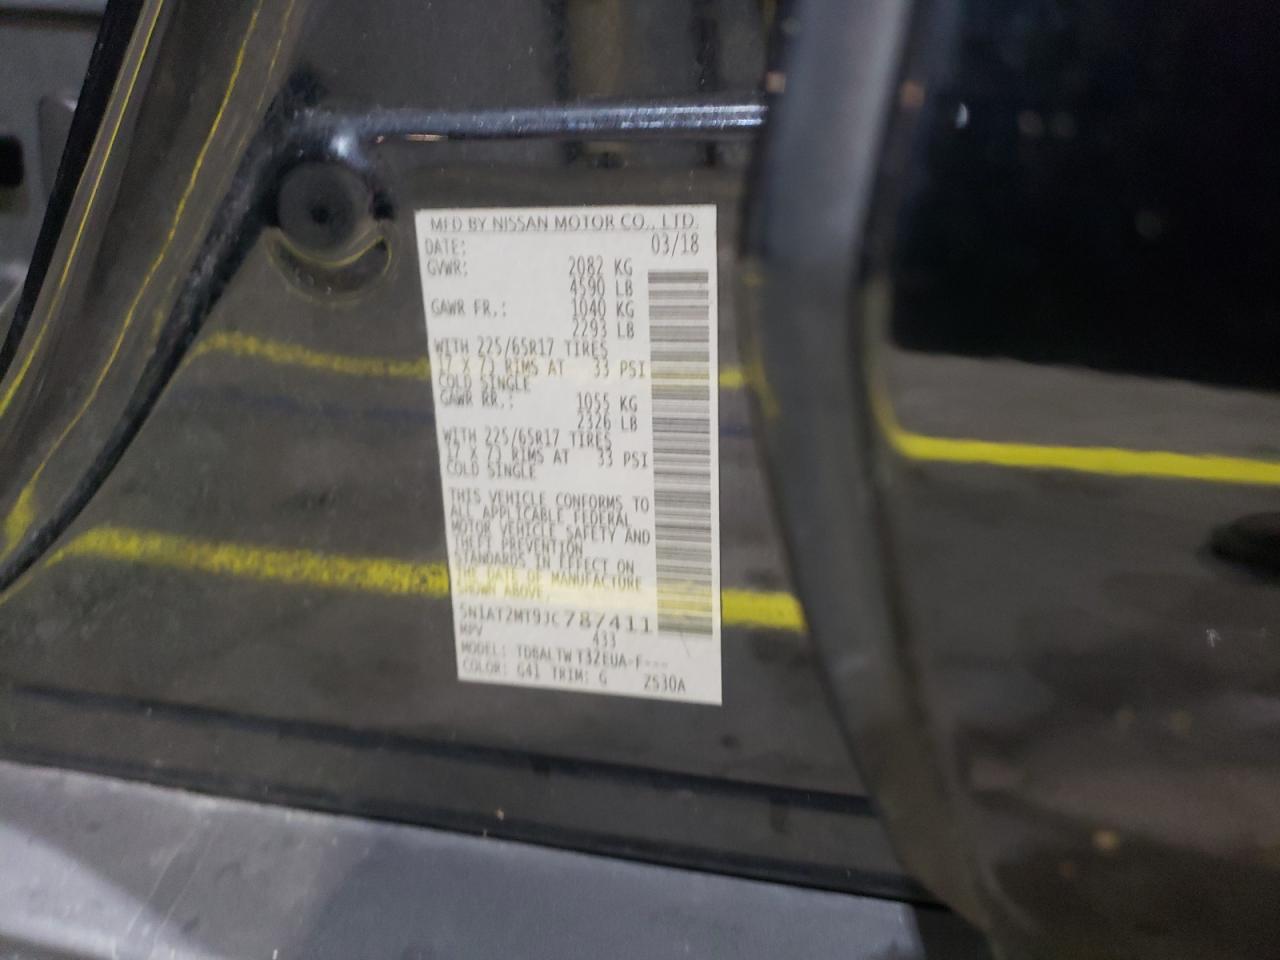 MFD BY NISSAN MOTOR CO., LTD.
DATE: 03/18
GVWR: 2082 KG
4590 LB
GAWR FR.: 1040 KG
2293 LB
WITH 225/65R17 TIRES
17 X 7J RIMS AT 33 PSI
COLD SINGLE
GAWR RR.: 1055 KG
2326 LB
WITH 225/65R17 TIRES
17 X 7J RIMS AT 33 PSI
COLD SINGLE
THIS VEHICLE CONFORMS TO
ALL APPLICABLE FEDERAL
MOTOR VEHICLE SAFETY AND
THEFT PREVENTION
STANDARDS IN EFFECT ON
THE DATE OF MANUFACTURE
SHOWN ABOVE.
5N1AT2MT9JC787411
MPV 433
MODEL: TDBALTW T32EUA-F---
COLOR: G41 TRIM: G ZS30A